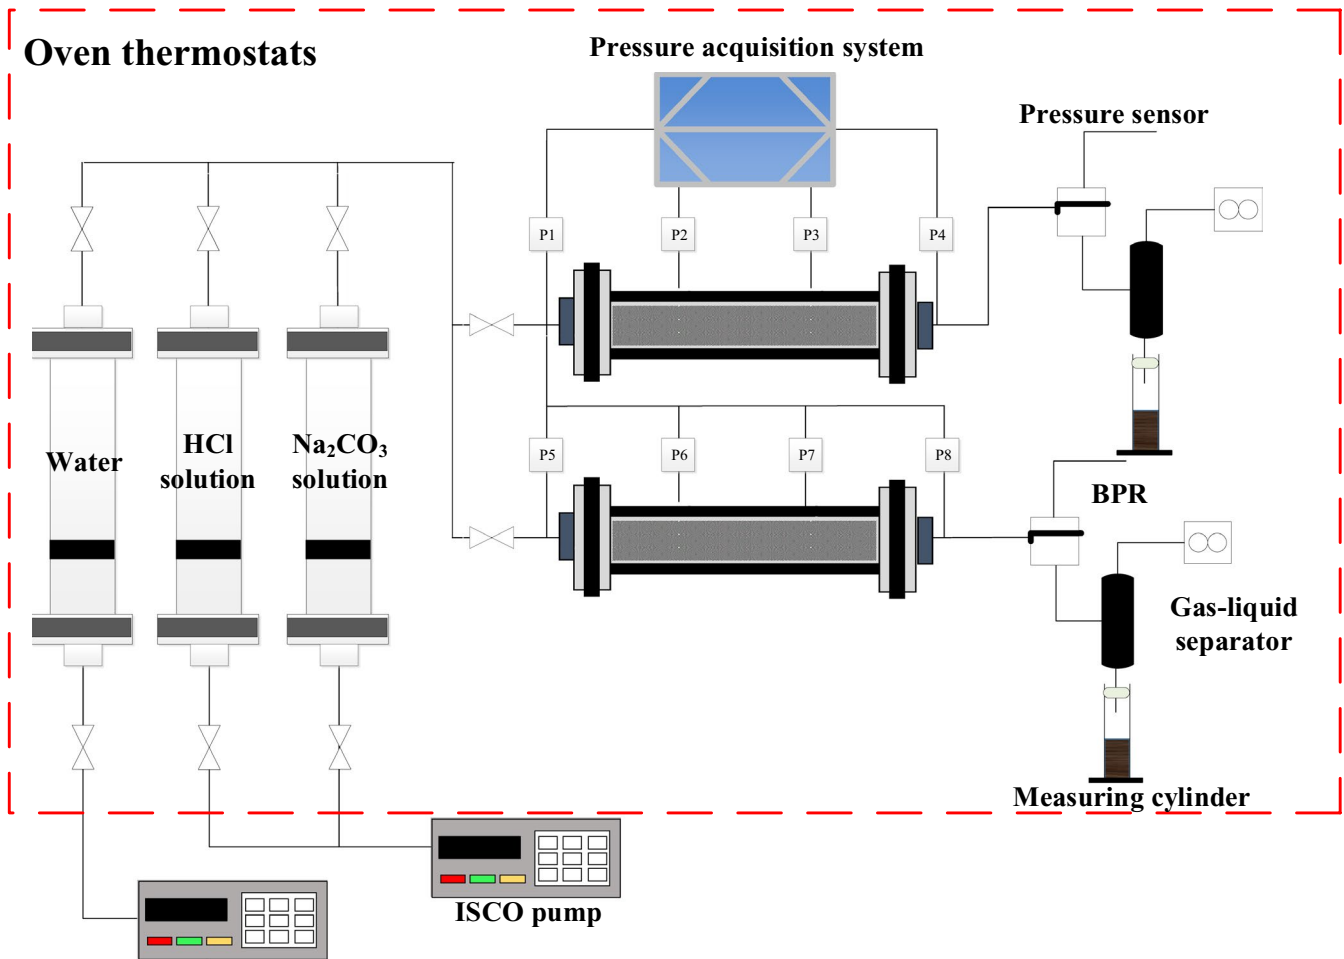 Oven thermostats
Pressure acquisition system
Pressure sensor
P1
P2
P3
P4
Water
HCl
solution
Na₂CO₃
solution
P5
P6
P7
P8
BPR
Gas-liquid
separator
Measuring cylinder
ISCO pump